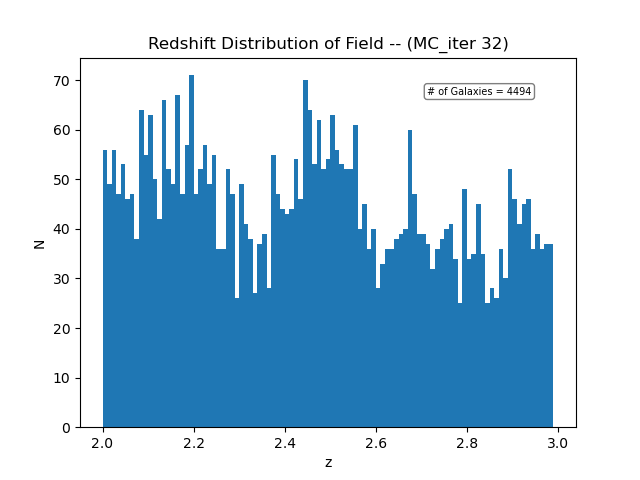 Redshift Distribution of Field -- (MC_iter 32)
# of Galaxies = 4494
70
60
50
40
30
20
10
0
N
2.0 2.2 2.4 2.6 2.8 3.0
z